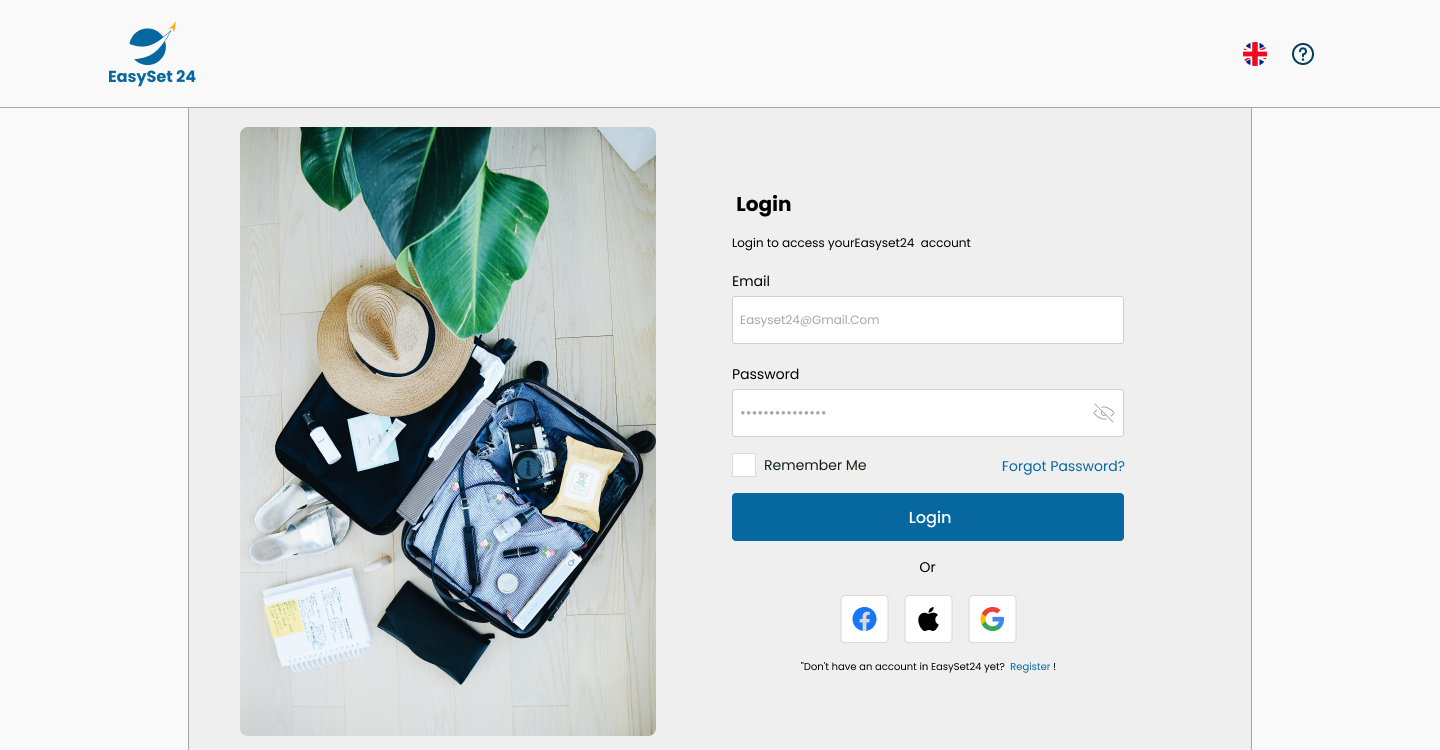 EasySet 24
Login
Login to access yourEasyset24 account
Email
Easyset24@Gmail.Com
Password
•••••••••••••••
Remember Me
Forgot Password?
Login
Or
"Don't have an account in EasySet24 yet? Register !